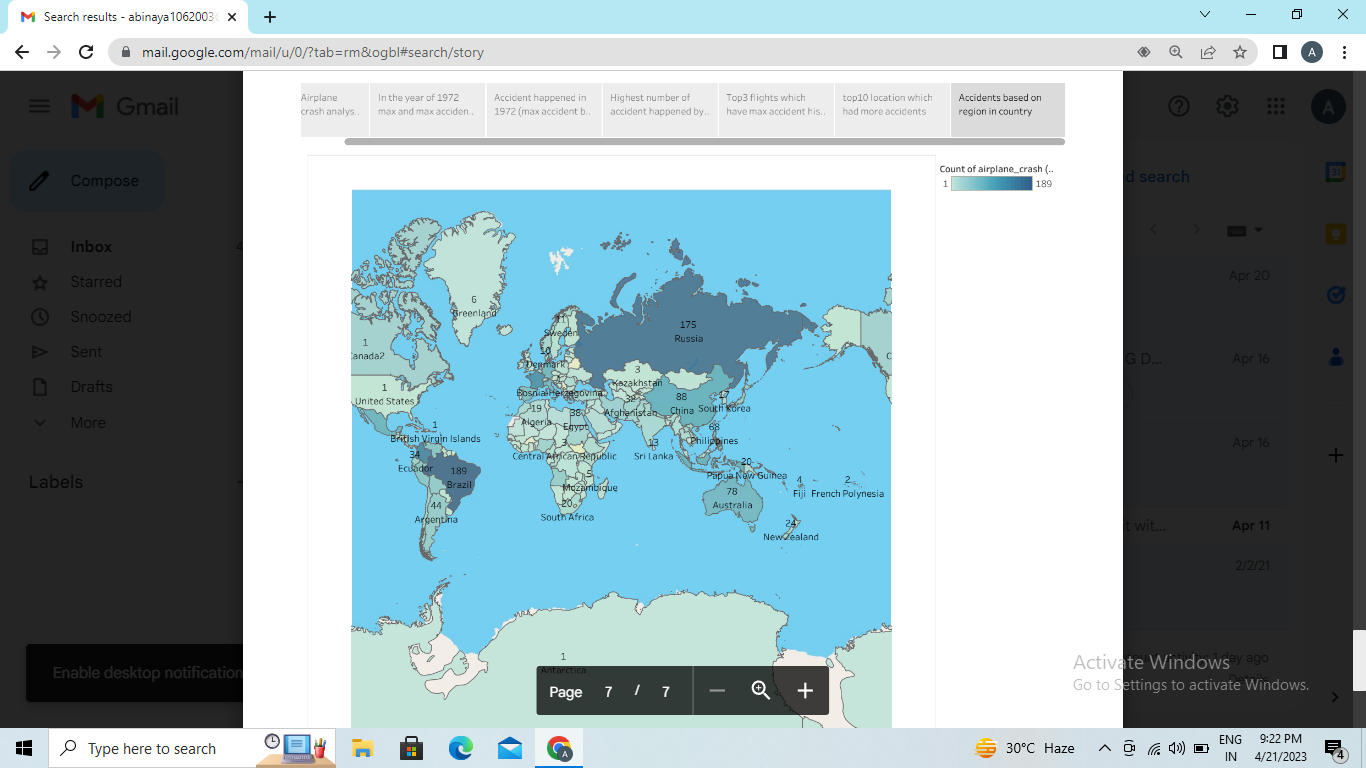 Search results - abinaya1062003
mail.google.com/mail/u/0/?tab=rm&ogbl#search/story
A
Gmail
A
Airplane
crash analys..
In the year of 1972
max and max acciden..
Accident happened in
1972 (max accident b..
Highest number of
accident happened by..
Top3 flights which
have max accident his..
top10 location which
had more accidents
Accidents based on
region in country
Compose
Inbox
Starred
Snoozed
Sent
Drafts
More
Labels
Count of airplane_crash (..
1
189
d search
Apr 20
G D...
Apr 16
Apr 16
t wit...
Apr 11
2/2/21
1 day ago
31
6
Greenland
11
Sweden
175
Russia
1
Canada2
10
Denmark
3
Kazakhstan
1
United States
Bosnia-Herzegovina
32
Afghanistan
88
China
17
South Korea
19
Algeria
38
Egypt
1
British Virgin Islands
68
Philippines
3
Central African Republic
13
Sri Lanka
34
Ecuador
189
Brazil
20
Papua New Guinea
5
Mozambique
4
Fiji
2
French Polynesia
78
Australia
44
Argentina
20
South Africa
24
New Zealand
1
Antarctica
Page 7 / 7
Enable desktop notification
Activate Windows
Go to Settings to activate Windows.
Type here to search
30°C Haze
ENG
IN
9:22 PM
4/21/2023
4